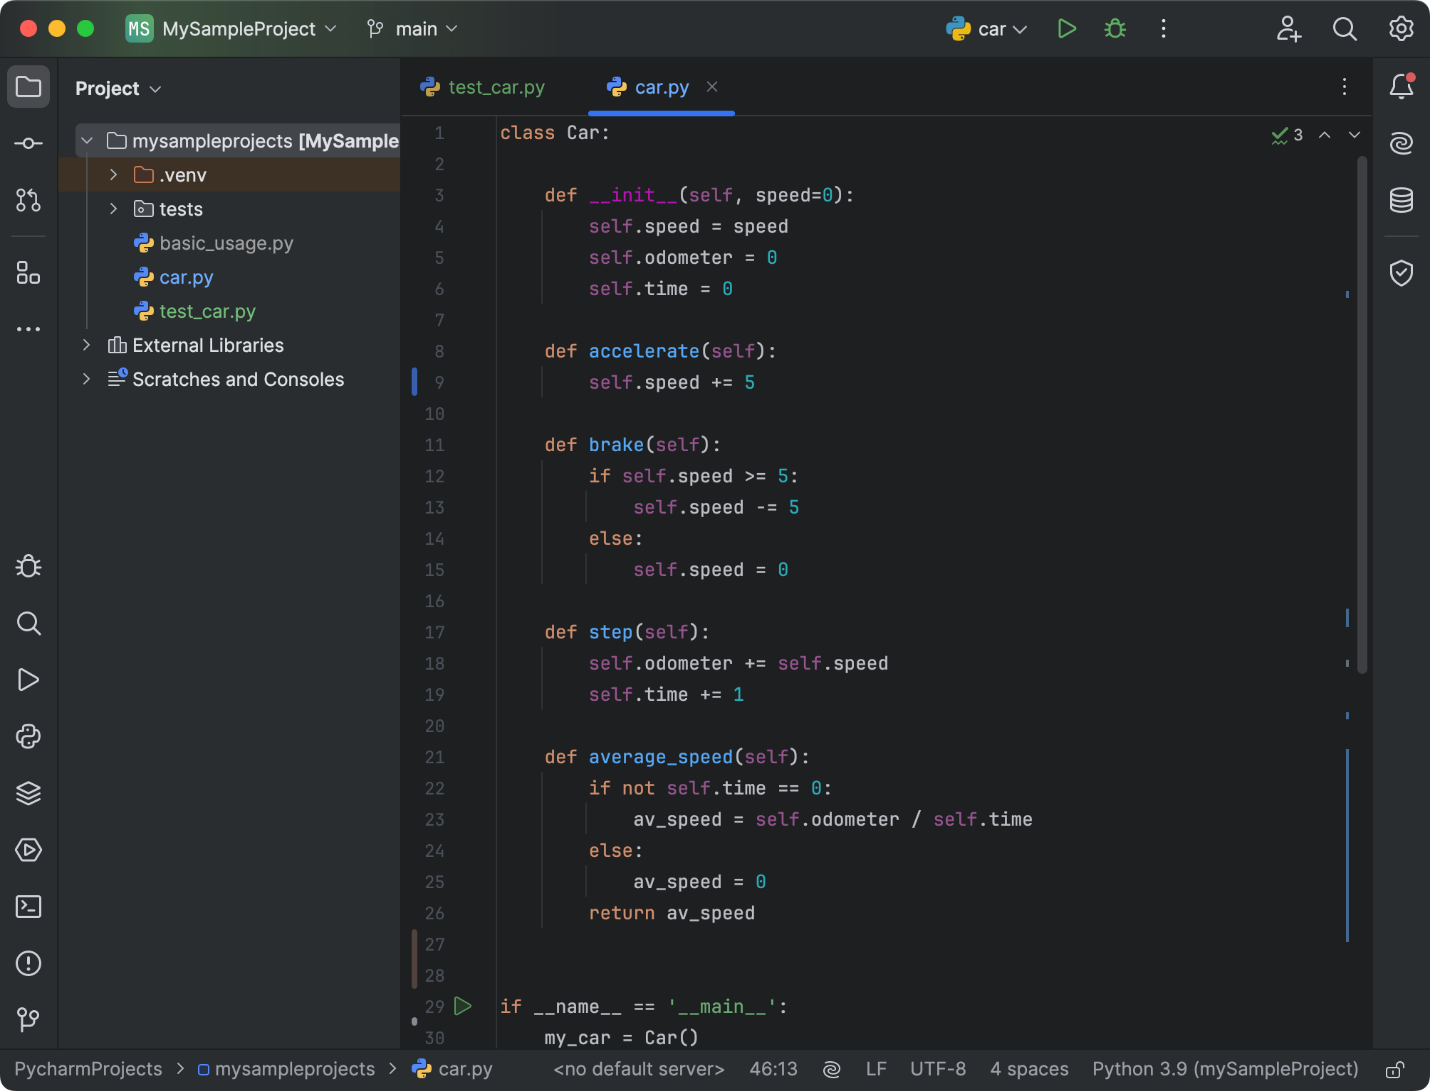 MS MySampleProject main car
Project
test_car.py car.py
mysampleprojects [MySample
.venv
tests
basic_usage.py
car.py
test_car.py
External Libraries
Scratches and Consoles
3
1 class Car:
2
3     def __init__(self, speed=0):
4         self.speed = speed
5         self.odometer = 0
6         self.time = 0
7
8     def accelerate(self):
9         self.speed += 5
10
11     def brake(self):
12         if self.speed >= 5:
13             self.speed -= 5
14         else:
15             self.speed = 0
16
17     def step(self):
18         self.odometer += self.speed
19         self.time += 1
20
21     def average_speed(self):
22         if not self.time == 0:
23             av_speed = self.odometer / self.time
24         else:
25             av_speed = 0
26         return av_speed
27
28
29 if __name__ == '__main__':
30     my_car = Car()
PycharmProjects mysampleprojects car.py <no default server> 46:13 LF UTF-8 4 spaces Python 3.9 (mySampleProject)